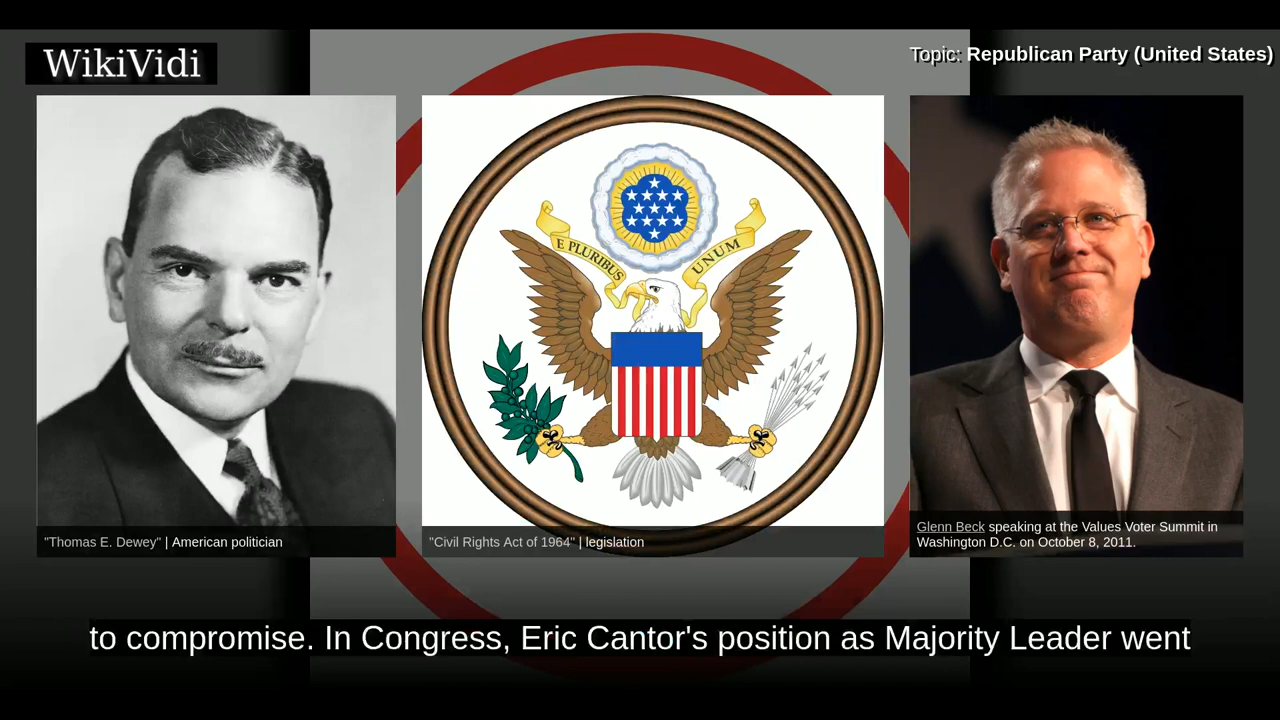 WikiVidi
Topic: Republican Party (United States)
E PLURIBUS UNUM
"Thomas E. Dewey" | American politician
"Civil Rights Act of 1964" | legislation
Glenn Beck speaking at the Values Voter Summit in
Washington D.C. on October 8, 2011.
to compromise. In Congress, Eric Cantor's position as Majority Leader went